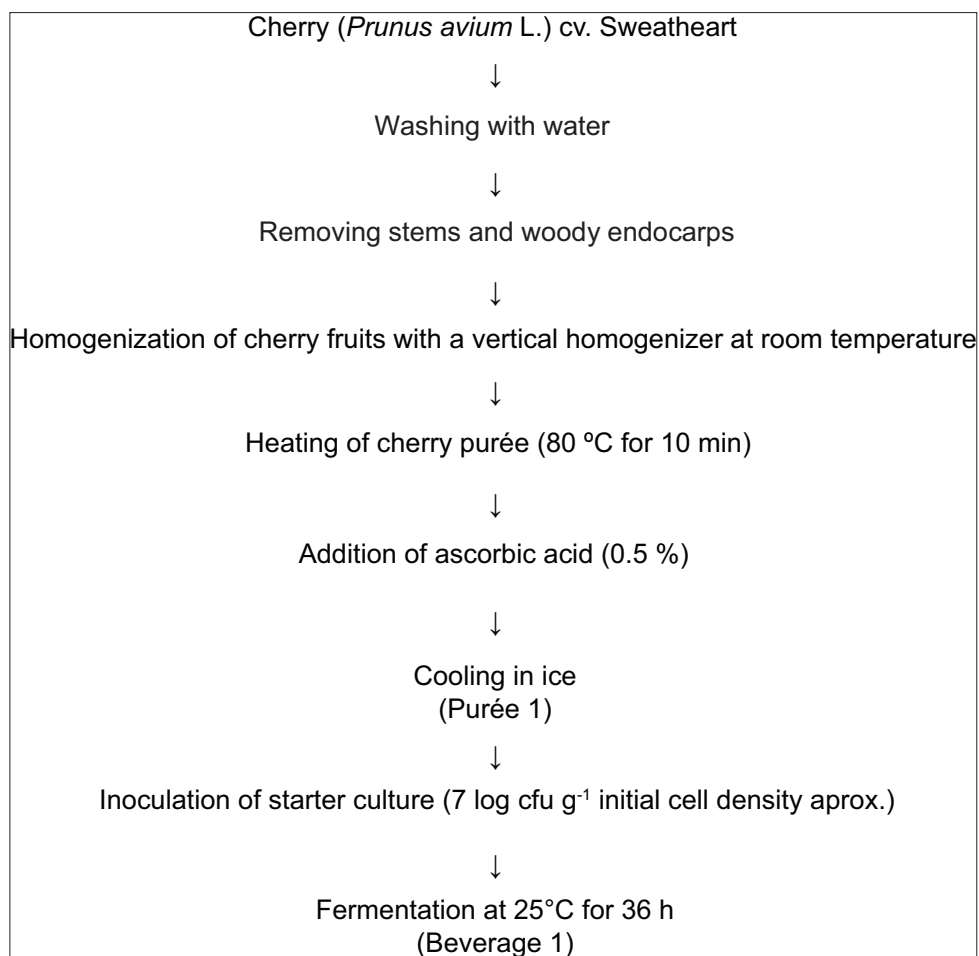 Cherry (Prunus avium L.) cv. Sweatheart
↓
Washing with water
↓
Removing stems and woody endocarps
↓
Homogenization of cherry fruits with a vertical homogenizer at room temperature
↓
Heating of cherry purée (80 ºC for 10 min)
↓
Addition of ascorbic acid (0.5 %)
↓
Cooling in ice
(Purée 1)
↓
Inoculation of starter culture (7 log cfu g⁻¹ initial cell density aprox.)
↓
Fermentation at 25°C for 36 h
(Beverage 1)